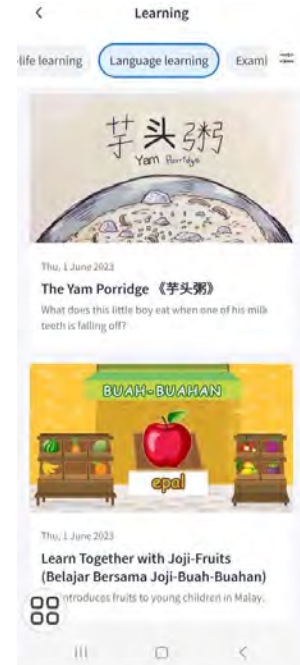 Learning
life learning
Language learning
Examl
芋头粥
Yam Porridge
Thu, 1 June 2023
The Yam Porridge 《芋头粥》
What does this little boy eat when one of his milk
teeth is falling off?
BUAH-BUAHAN
epal
Thu, 1 June 2023
Learn Together with Joji-Fruits
(Belajar Bersama Joji-Buah-Buahan)
ntroduces fruits to young children in Malay.